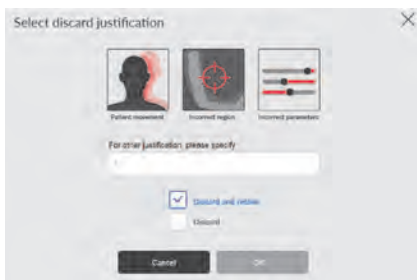 Select discard justification
Patient movement
Incorrect region
Incorrect parameters
For other justification, please specify
Discard and retake
Discard
Cancel
OK